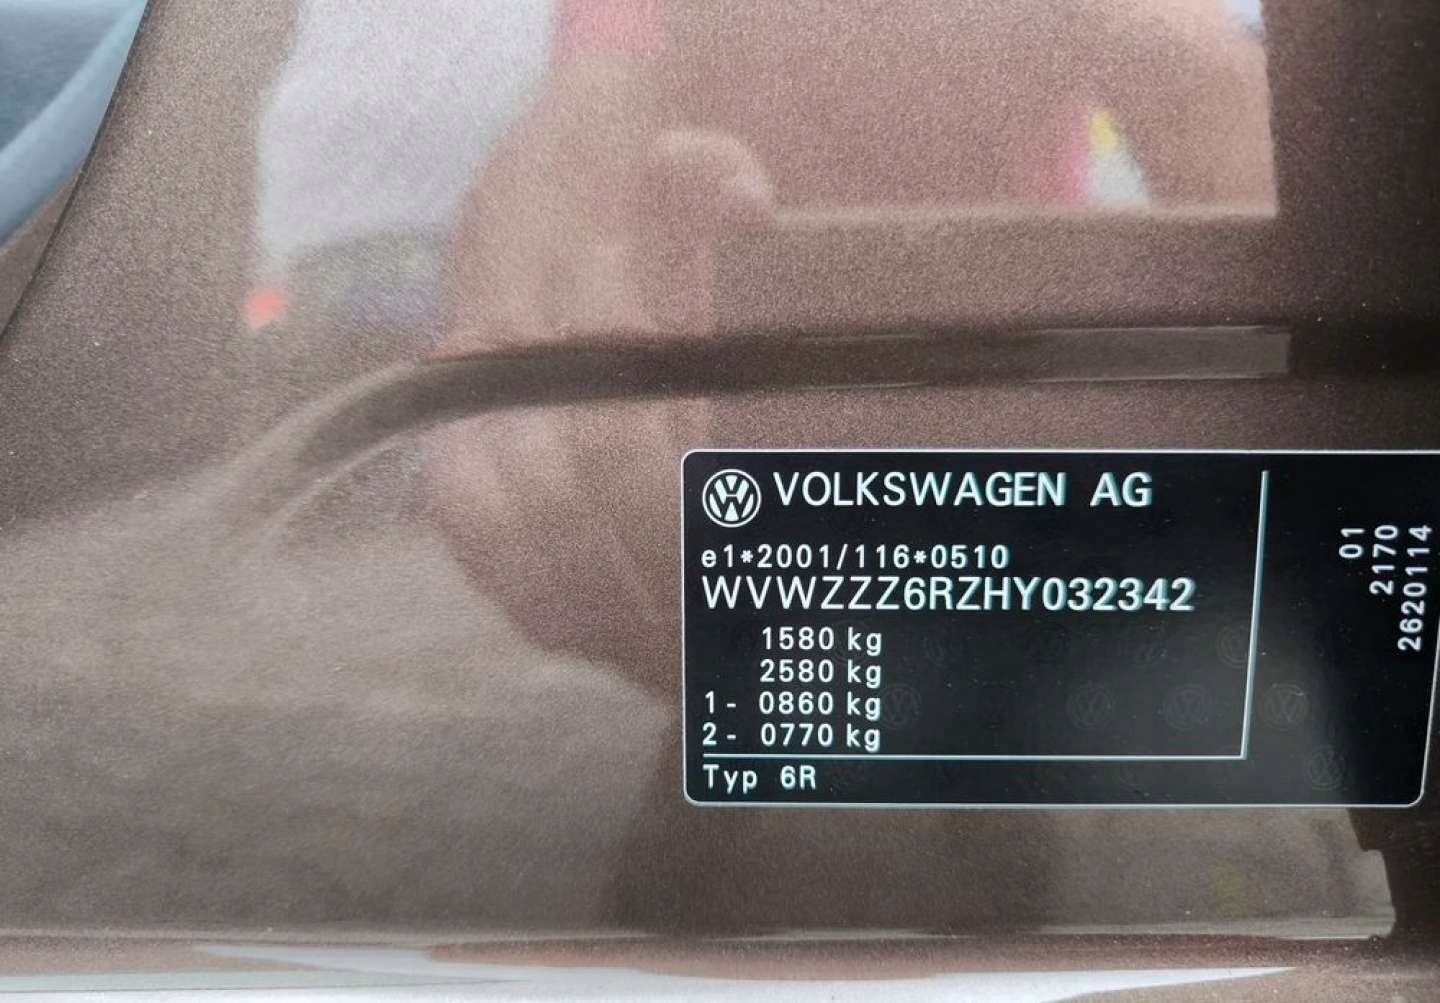 VOLKSWAGEN AG
e1*2001/116*0510
WVWZZZ6RZHY032342
1580 kg
2580 kg
1- 0860 kg
2- 0770 kg
Typ 6R
01
2170
2620114